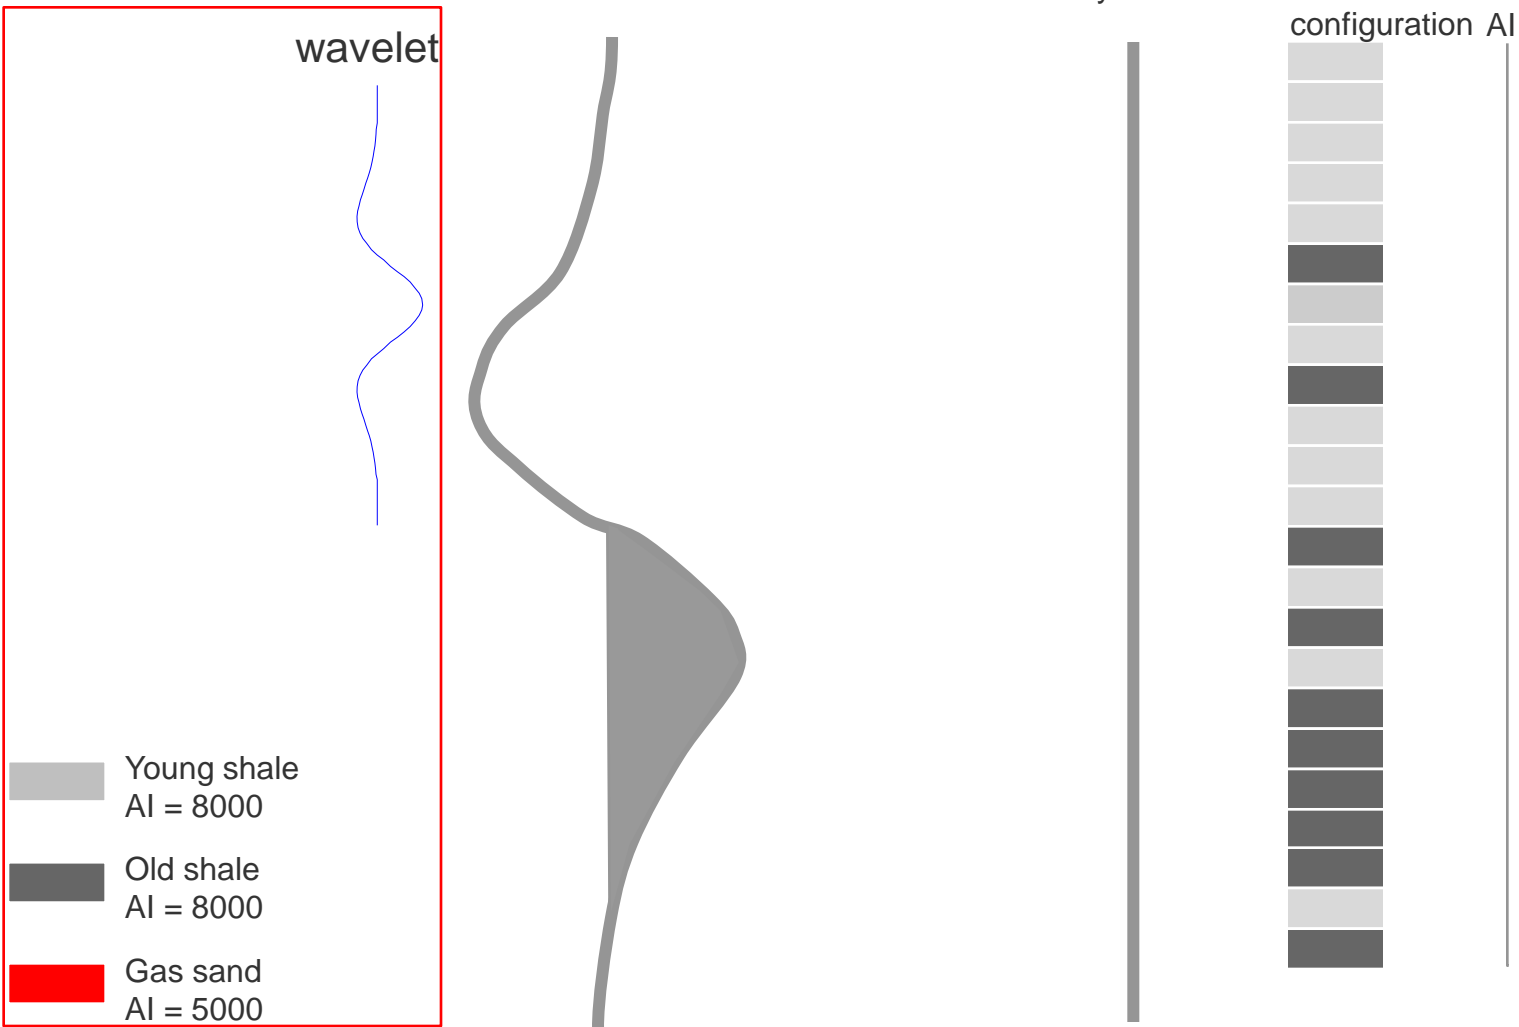 configuration AI
wavelet
Young shale
AI = 8000
Old shale
AI = 8000
Gas sand
AI = 5000